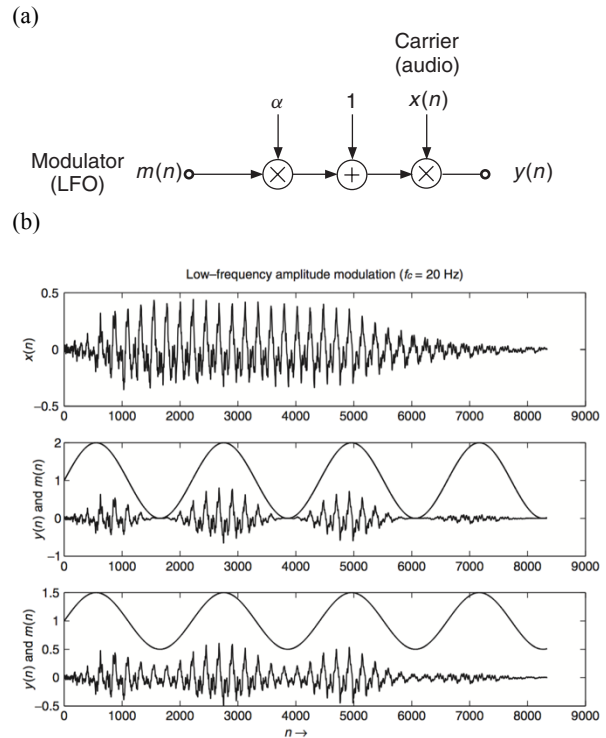 (a)
Carrier
(audio)
α 1 x(n)
Modulator
(LFO) m(n) × + × y(n)
(b)
Low–frequency amplitude modulation (fc = 20 Hz)
0.5
0
−0.5
x(n)
0 1000 2000 3000 4000 5000 6000 7000 8000 9000
2
1
0
−1
y(n) and m(n)
0 1000 2000 3000 4000 5000 6000 7000 8000 9000
1.5
1
0.5
0
−0.5
y(n) and m(n)
0 1000 2000 3000 4000 5000 6000 7000 8000 9000
n →